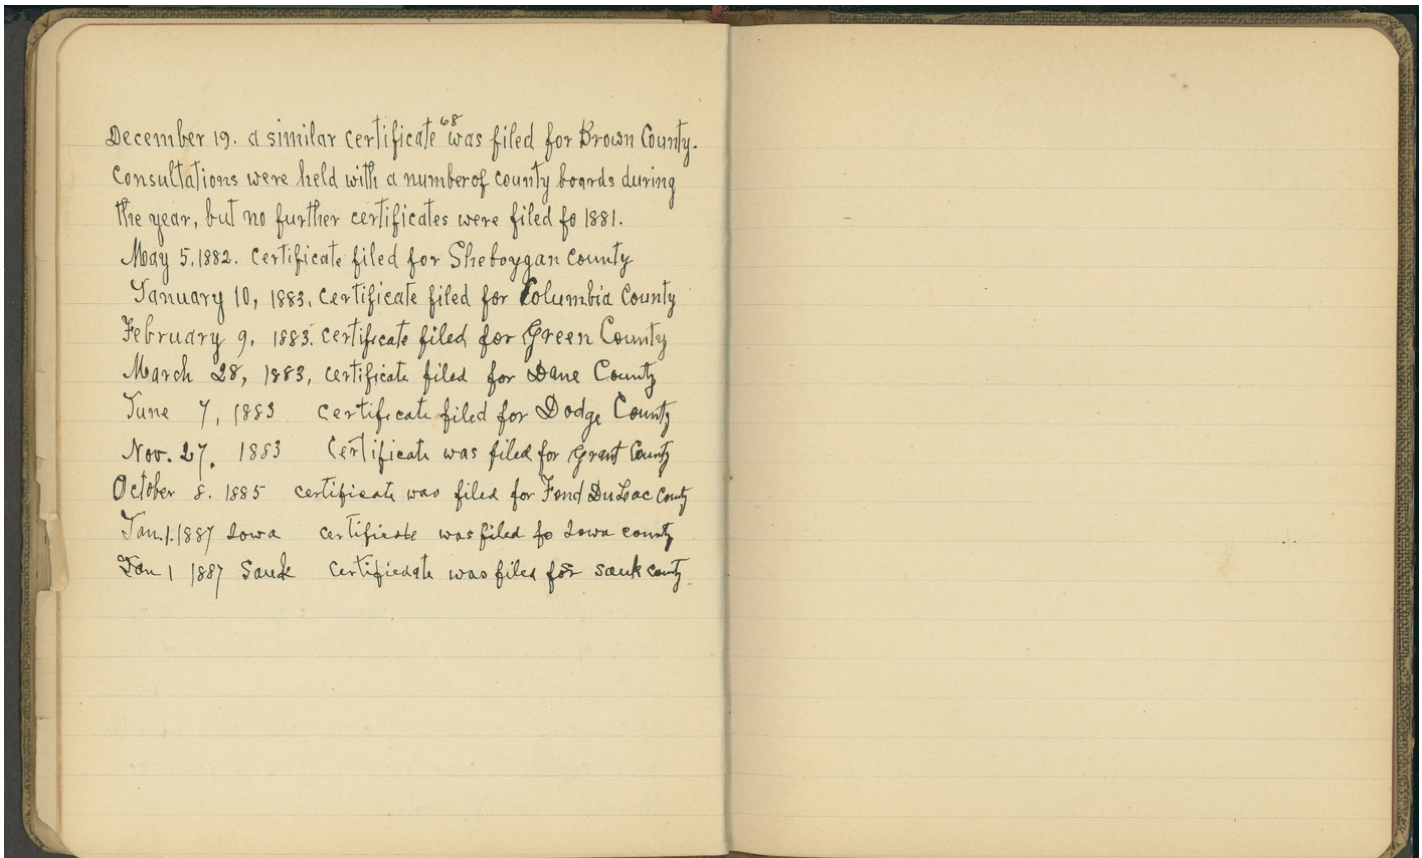 December 19. a similar certificate 68 was filed for Brown County.
Consultations were held with a numberof county boards during
the year, but no further certificates were filed fo 1881.
May 5, 1882. Certificate filed for Sheboygan County
January 10, 1883, certificate filed for Columbia County
February 9, 1883. certificate filed for Green County
March 28, 1883, certificate filed for Dane County
June 7, 1883 certificate filed for Dodge County
Nov. 27, 1883 Certificate was filed for Grant County
October 8. 1885 certificate was filed for Fond Du Lac County
Jan. 1. 1887 Iowa certificate was filed fo Iowa county
Jan 1 1887 Sauk certificate was filed for Sauk county